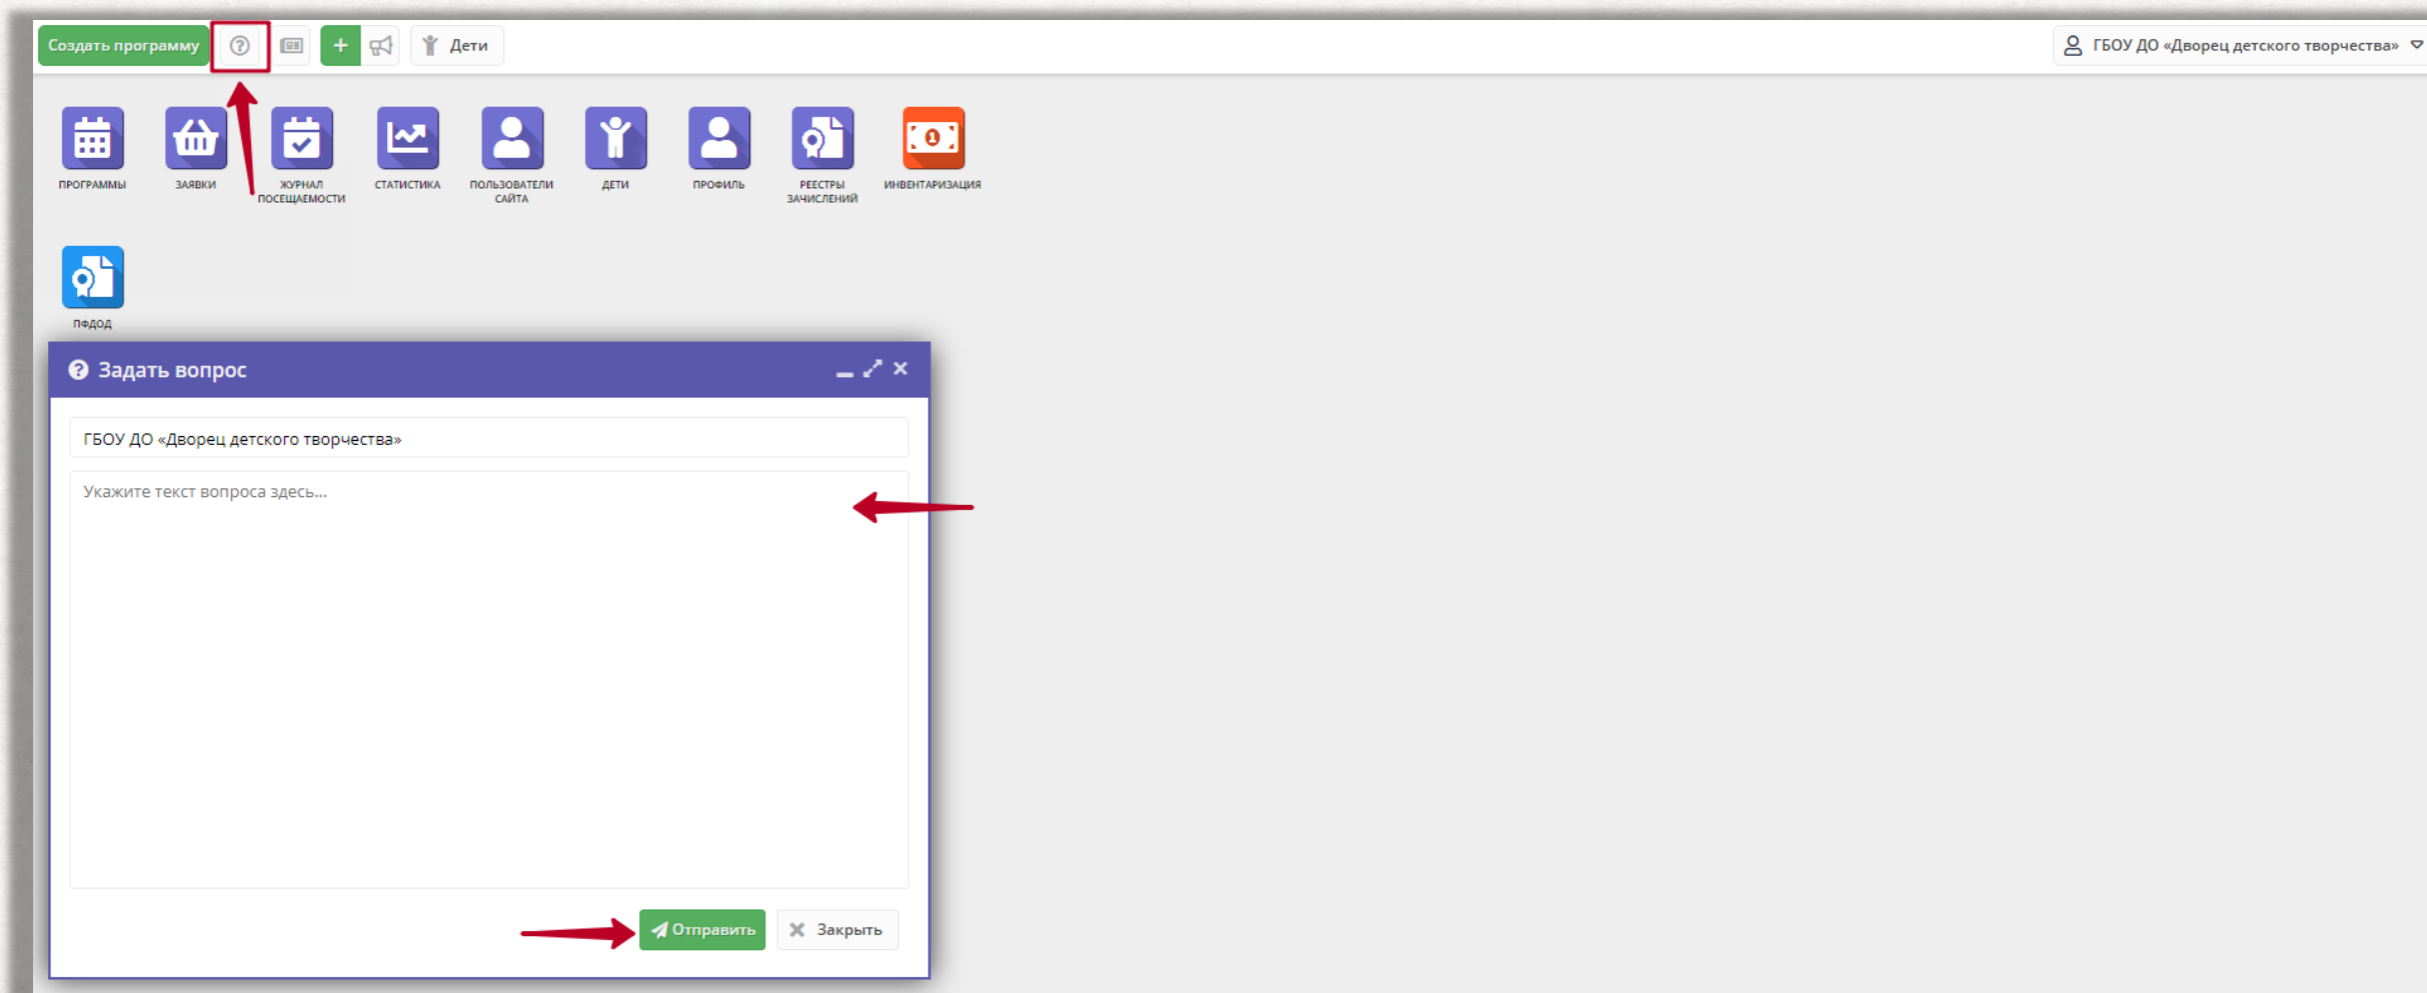 Создать программу
Дети
ГБОУ ДО «Дворец детского творчества»
ПРОГРАММЫ
ЗАЯВКИ
ЖУРНАЛ
ПОСЕЩАЕМОСТИ
СТАТИСТИКА
ПОЛЬЗОВАТЕЛИ
САЙТА
ДЕТИ
ПРОФИЛЬ
РЕЕСТРЫ
ЗАЧИСЛЕНИЙ
ИНВЕНТАРИЗАЦИЯ
ПФДОД
Задать вопрос
ГБОУ ДО «Дворец детского творчества»
Укажите текст вопроса здесь...
Отправить
Закрыть